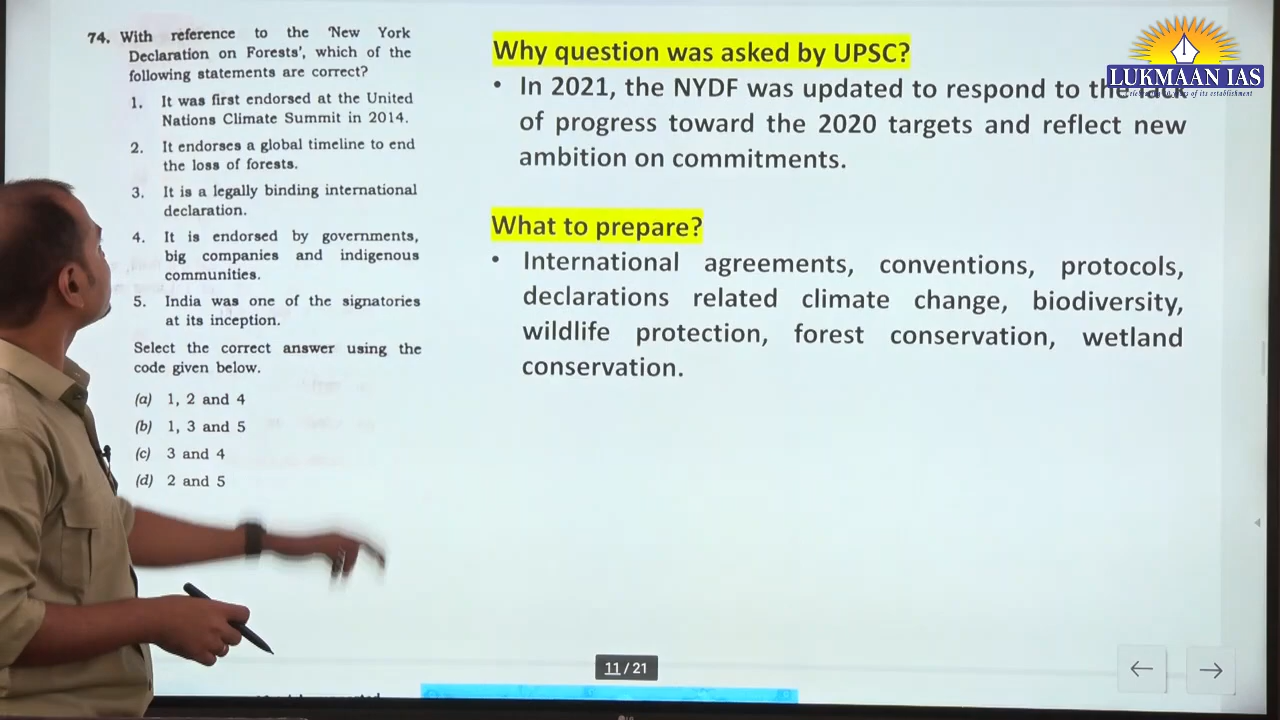 74. With reference to the 'New York
Declaration on Forests', which of the
following statements are correct?
1. It was first endorsed at the United
Nations Climate Summit in 2014.
2. It endorses a global timeline to end
the loss of forests.
3. It is a legally binding international
declaration.
4. It is endorsed by governments,
big companies and indigenous
communities.
5. India was one of the signatories
at its inception.
Select the correct answer using the
code given below.
(a) 1, 2 and 4
(b) 1, 3 and 5
(c) 3 and 4
(d) 2 and 5
Why question was asked by UPSC?
• In 2021, the NYDF was updated to respond to the lack
of progress toward the 2020 targets and reflect new
ambition on commitments.
What to prepare?
• International agreements, conventions, protocols,
declarations related climate change, biodiversity,
wildlife protection, forest conservation, wetland
conservation.
LUKMAAN IAS
of its establishment
11 / 21